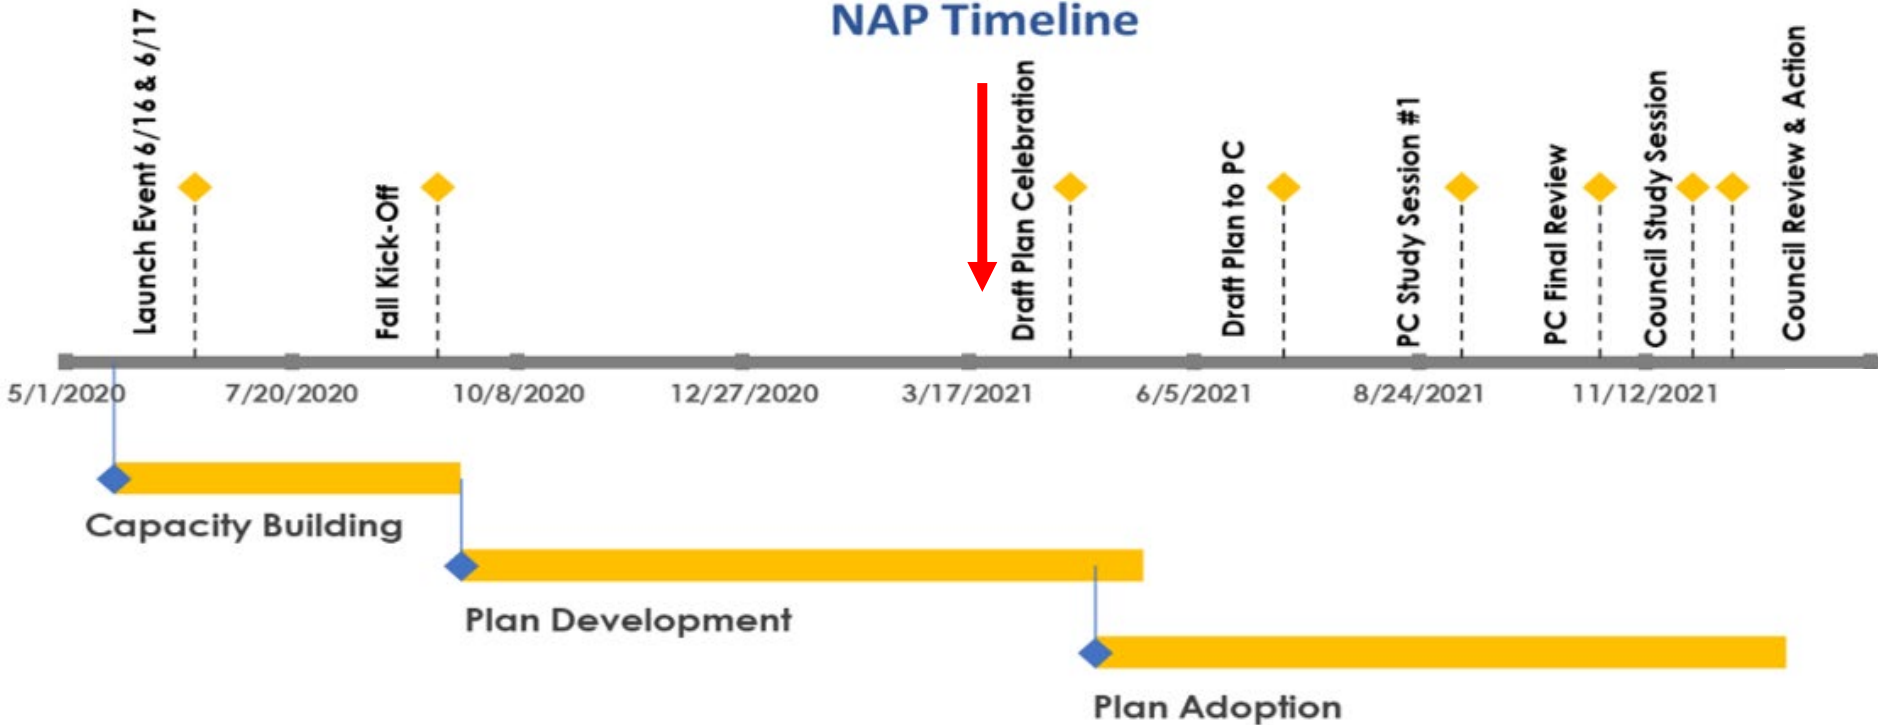 NAP Timeline
Launch Event 6/16 & 6/17
Fall Kick-Off
Draft Plan Celebration
Draft Plan to PC
PC Study Session #1
PC Final Review
Council Study Session
Council Review & Action
5/1/2020
7/20/2020
10/8/2020
12/27/2020
3/17/2021
6/5/2021
8/24/2021
11/12/2021
Capacity Building
Plan Development
Plan Adoption